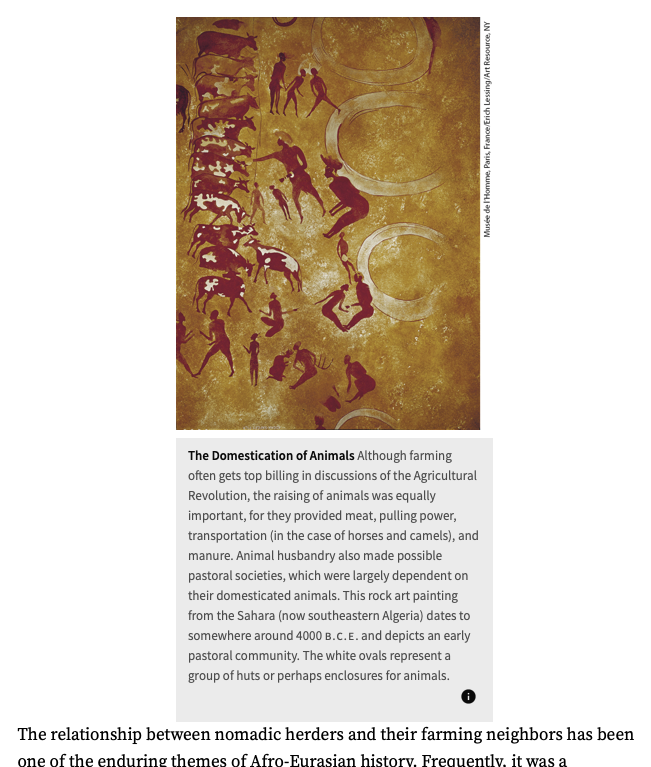 Musée de l'Homme, Paris, France/Erich Lessing/Art Resource, NY
The Domestication of Animals Although farming
often gets top billing in discussions of the Agricultural
Revolution, the raising of animals was equally
important, for they provided meat, pulling power,
transportation (in the case of horses and camels), and
manure. Animal husbandry also made possible
pastoral societies, which were largely dependent on
their domesticated animals. This rock art painting
from the Sahara (now southeastern Algeria) dates to
somewhere around 4000 B.C.E. and depicts an early
pastoral community. The white ovals represent a
group of huts or perhaps enclosures for animals.
i
The relationship between nomadic herders and their farming neighbors has been
one of the enduring themes of Afro-Eurasian history. Frequently, it was a